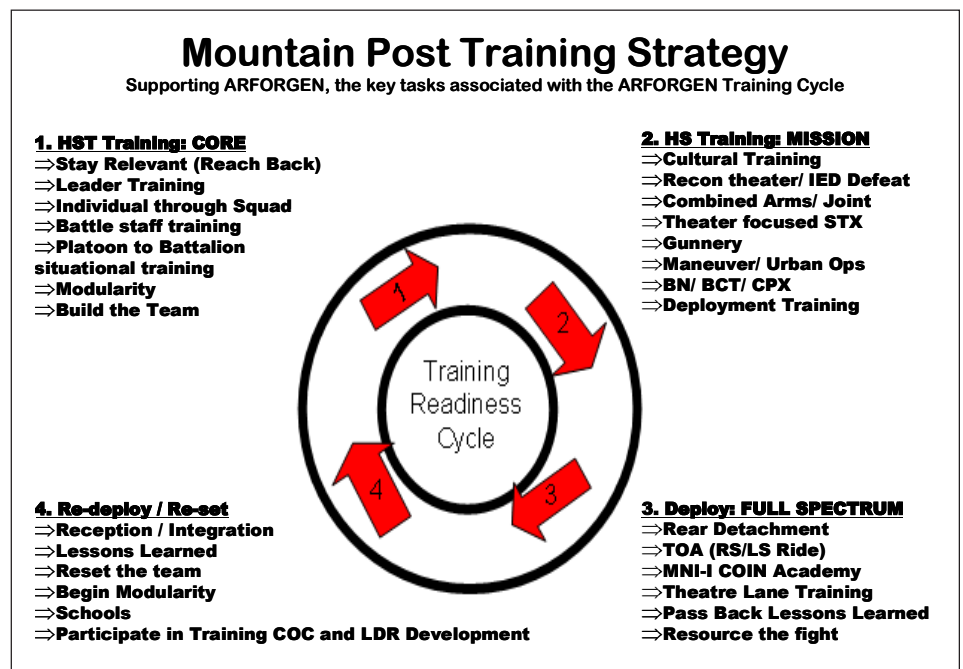 Mountain Post Training Strategy
Supporting ARFORGEN, the key tasks associated with the ARFORGEN Training Cycle
1. HST Training: CORE
⇒Stay Relevant (Reach Back)
⇒Leader Training
⇒Individual through Squad
⇒Battle staff training
⇒Platoon to Battalion
situational training
⇒Modularity
⇒Build the Team
2. HS Training: MISSION
⇒Cultural Training
⇒Recon theater/ IED Defeat
⇒Combined Arms/ Joint
⇒Theater focused STX
⇒Gunnery
⇒Maneuver/ Urban Ops
⇒BN/ BCT/ CPX
⇒Deployment Training
1
2
Training
Readiness
Cycle
4
3
4. Re-deploy / Re-set
⇒Reception / Integration
⇒Lessons Learned
⇒Reset the team
⇒Begin Modularity
⇒Schools
⇒Participate in Training COC and LDR Development
3. Deploy: FULL SPECTRUM
⇒Rear Detachment
⇒TOA (RS/LS Ride)
⇒MNI-I COIN Academy
⇒Theatre Lane Training
⇒Pass Back Lessons Learned
⇒Resource the fight